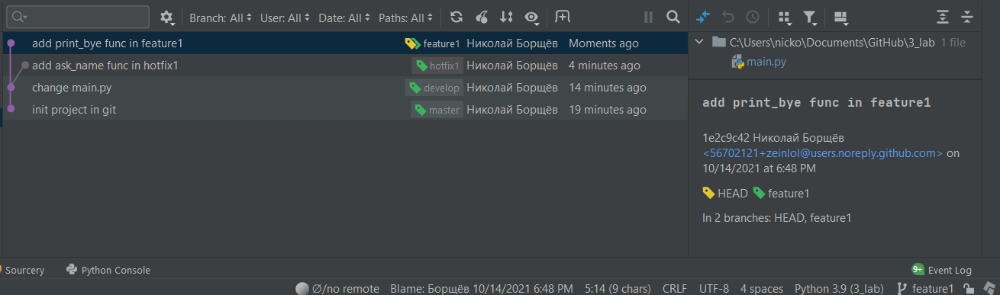 Branch: All User: All Date: All Paths: All
add print_bye func in feature1 feature1 Николай Борщёв Moments ago
add ask_name func in hotfix1 hotfix1 Николай Борщёв 4 minutes ago
change main.py develop Николай Борщёв 14 minutes ago
init project in git master Николай Борщёв 19 minutes ago
C:\Users\nicko\Documents\GitHub\3_lab 1 file
main.py
add print_bye func in feature1
1e2c9c42 Николай Борщёв
<56702121+zeinlol@users.noreply.github.com> on
10/14/2021 at 6:48 PM
HEAD feature1
In 2 branches: HEAD, feature1
Sourcery Python Console 9+ Event Log
∅/no remote Blame: Борщёв 10/14/2021 6:48 PM 5:14 (9 chars) CRLF UTF-8 4 spaces Python 3.9 (3_lab) feature1